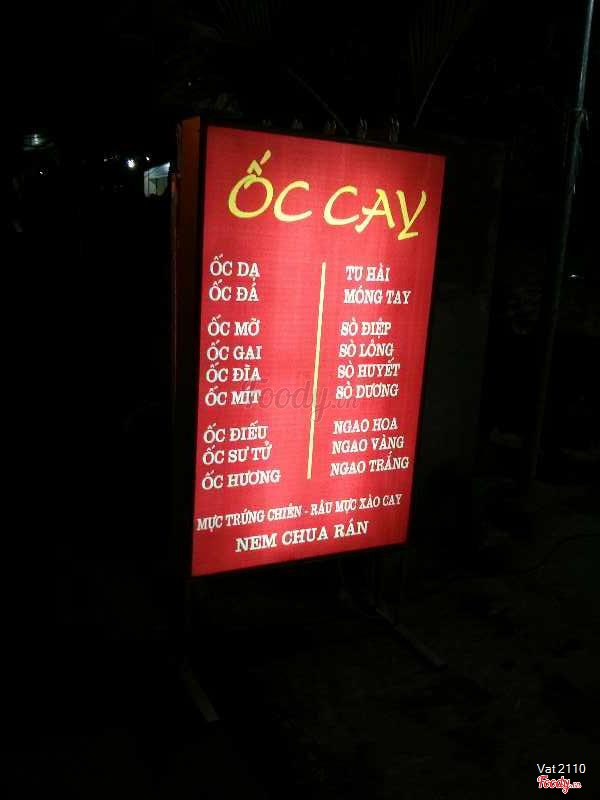 ỐC CAY
ỐC DẠ
ỐC ĐÁ
ỐC MỠ
ỐC GAI
ỐC ĐĨA
ỐC MÍT
ỐC ĐIẾU
ỐC SƯ TỬ
ỐC HƯƠNG
TU HÀI
MÓNG TAY
SÒ ĐIỆP
SÒ LÔNG
SÒ HUYẾT
SÒ DƯƠNG
NGAO HOA
NGAO VÀNG
NGAO TRẮNG
MỰC TRỨNG CHIÊN - RÂU MỰC XÀO CAY
NEM CHUA RÁN
Foody.vn
Vat2110
Foody.vn